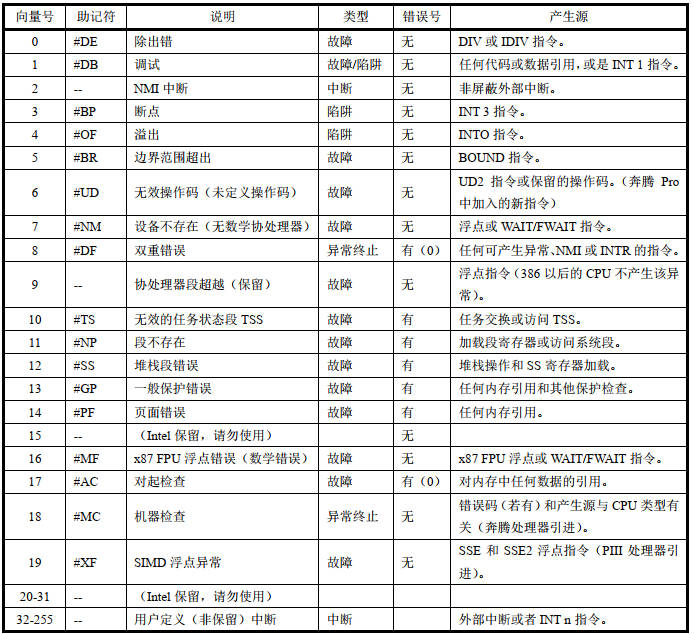 向量号 助记符 说明 类型 错误号 产生源
0 #DE 除出错 故障 无 DIV 或 IDIV 指令。
1 #DB 调试 故障/陷阱 无 任何代码或数据引用，或是 INT 1 指令。
2 -- NMI 中断 中断 无 非屏蔽外部中断。
3 #BP 断点 陷阱 无 INT 3 指令。
4 #OF 溢出 陷阱 无 INTO 指令。
5 #BR 边界范围超出 故障 无 BOUND 指令。
6 #UD 无效操作码（未定义操作码） 故障 无 UD2 指令或保留的操作码。（奔腾 Pro
中加入的新指令）
7 #NM 设备不存在（无数学协处理器） 故障 无 浮点或 WAIT/FWAIT 指令。
8 #DF 双重错误 异常终止 有（0） 任何可产生异常、NMI 或 INTR 的指令。
9 -- 协处理器段超越（保留） 故障 无 浮点指令（386 以后的 CPU 不产生该异
常）。
10 #TS 无效的任务状态段 TSS 故障 有 任务交换或访问 TSS。
11 #NP 段不存在 故障 有 加载段寄存器或访问系统段。
12 #SS 堆栈段错误 故障 有 堆栈操作和 SS 寄存器加载。
13 #GP 一般保护错误 故障 有 任何内存引用和其他保护检查。
14 #PF 页面错误 故障 有 任何内存引用。
15 -- （Intel 保留，请勿使用） 无
16 #MF x87 FPU 浮点错误（数学错误） 故障 无 x87 FPU 浮点或 WAIT/FWAIT 指令。
17 #AC 对起检查 故障 有（0） 对内存中任何数据的引用。
18 #MC 机器检查 异常终止 无 错误码（若有）和产生源与 CPU 类型有
关（奔腾处理器引进）。
19 #XF SIMD 浮点异常 故障 无 SSE 和 SSE2 浮点指令（PIII 处理器引
进）。
20-31 -- （Intel 保留，请勿使用）
32-255 -- 用户定义（非保留）中断 中断 外部中断或者 INT n 指令。